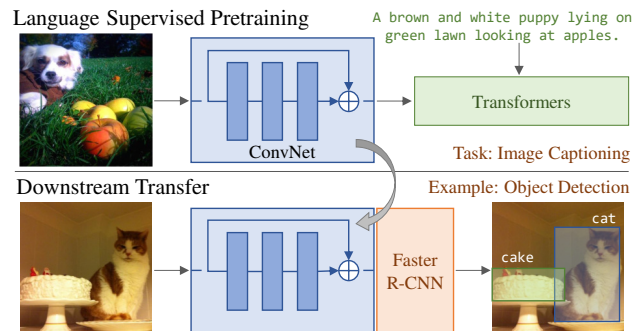 Language Supervised Pretraining
A brown and white puppy lying on
green lawn looking at apples.
Transformers
ConvNet
Task: Image Captioning
Downstream Transfer
Example: Object Detection
Faster
R-CNN
cat
cake